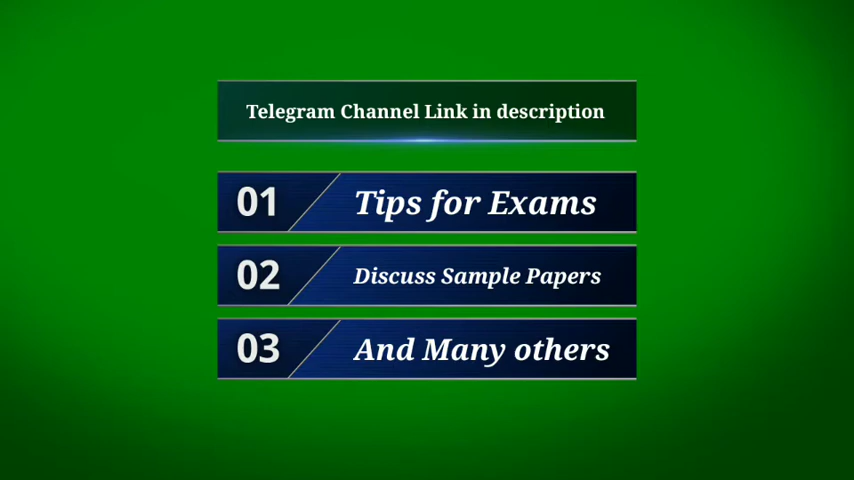 Telegram Channel Link in description
01 Tips for Exams
02 Discuss Sample Papers
03 And Many others